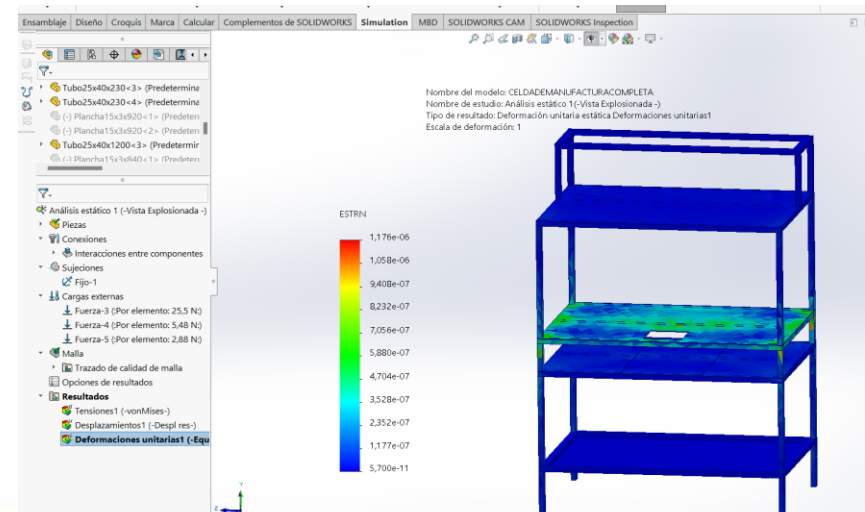 Ensamblaje Diseño Croquis Marca Calcular Complementos de SOLIDWORKS Simulation MBD SOLIDWORKS CAM SOLIDWORKS Inspection
Tubo25x40x230<3> (Predetermina
Tubo25x40x230<4> (Predetermina
(-) Plancha15x3x920<1> (Predeten
(-) Plancha15x3x920<2> (Predeten
Tubo25x40x1200<3> (Predetermir
(-) Plancha15x3x840<1> (Predeten
Análisis estático 1 (-Vista Explosionada -)
Piezas
Conexiones
Interacciones entre componentes
Sujeciones
Fijo-1
Cargas externas
Fuerza-3 (:Por elemento: 25,5 N:)
Fuerza-4 (:Por elemento: 5,48 N:)
Fuerza-5 (:Por elemento: 2,88 N:)
Malla
Trazado de calidad de malla
Opciones de resultados
Resultados
Tensiones1 (-vonMises-)
Desplazamientos1 (-Despl res-)
Deformaciones unitarias1 (-Equ
Nombre del modelo: CELDADEMANUFACTURACOMPLETA
Nombre de estudio: Análisis estático 1(-Vista Explosionada -)
Tipo de resultado: Deformación unitaria estática Deformaciones unitarias1
Escala de deformación: 1
ESTRN
1,176e-06
1,058e-06
9,408e-07
8,232e-07
7,056e-07
5,880e-07
4,704e-07
3,528e-07
2,352e-07
1,177e-07
5,700e-11
Y
Z